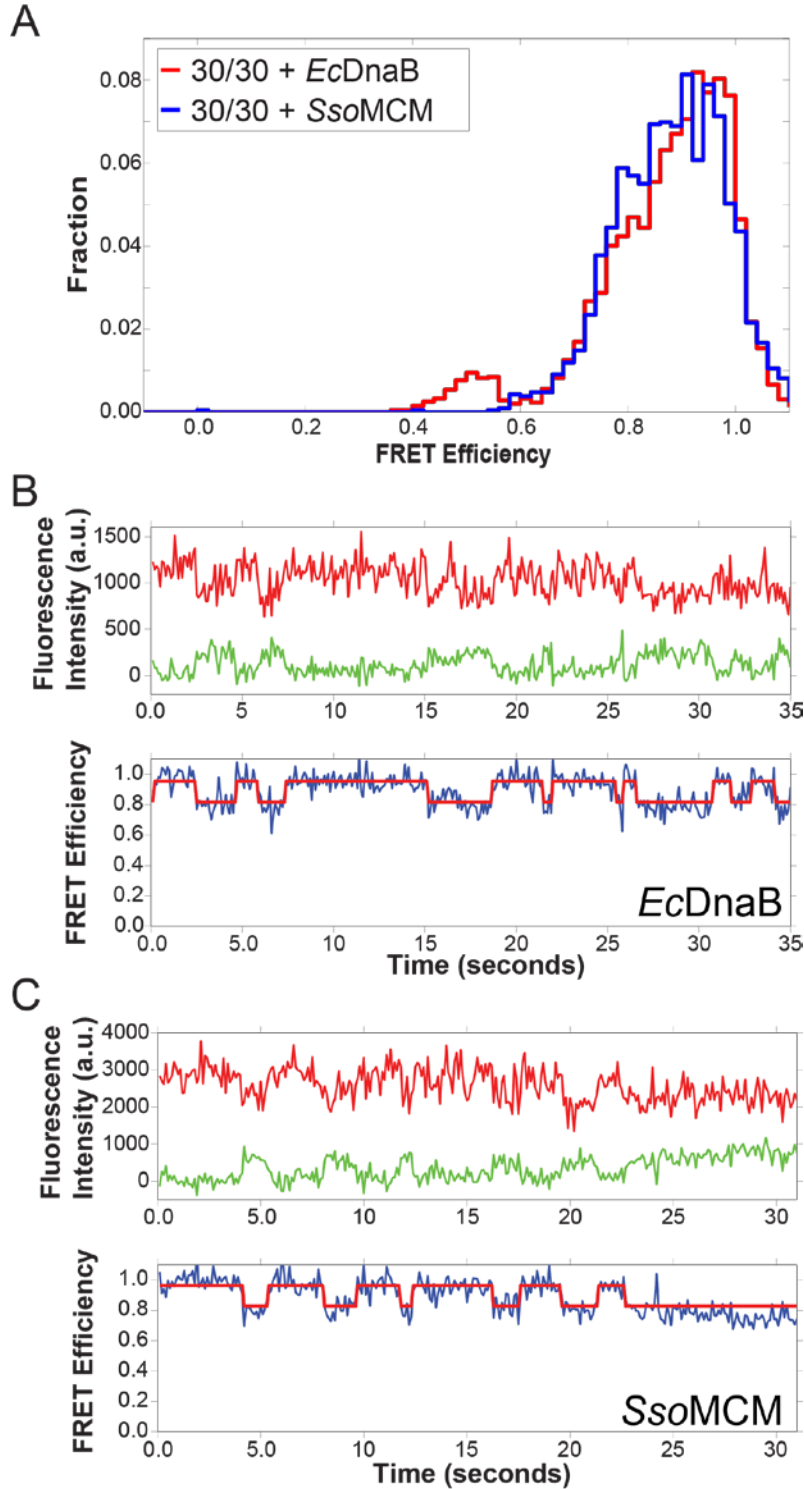 A
30/30 + EcDnaB
30/30 + SsoMCM
Fraction
0.08
0.06
0.04
0.02
0.00
0.0 0.2 0.4 0.6 0.8 1.0
FRET Efficiency
B
Fluorescence
Intensity (a.u.)
1500
1000
500
0
0.0 5.0 10 15 20 25 30 35
FRET Efficiency
1.0
0.8
0.6
0.4
0.2
0.0
EcDnaB
0.0 5.0 10 15 20 25 30 35
Time (seconds)
C
Fluorescence
Intensity (a.u.)
4000
3000
2000
1000
0
0.0 5.0 10 15 20 25 30
FRET Efficiency
1.0
0.8
0.6
0.4
0.2
0.0
SsoMCM
0.0 5.0 10 15 20 25 30
Time (seconds)